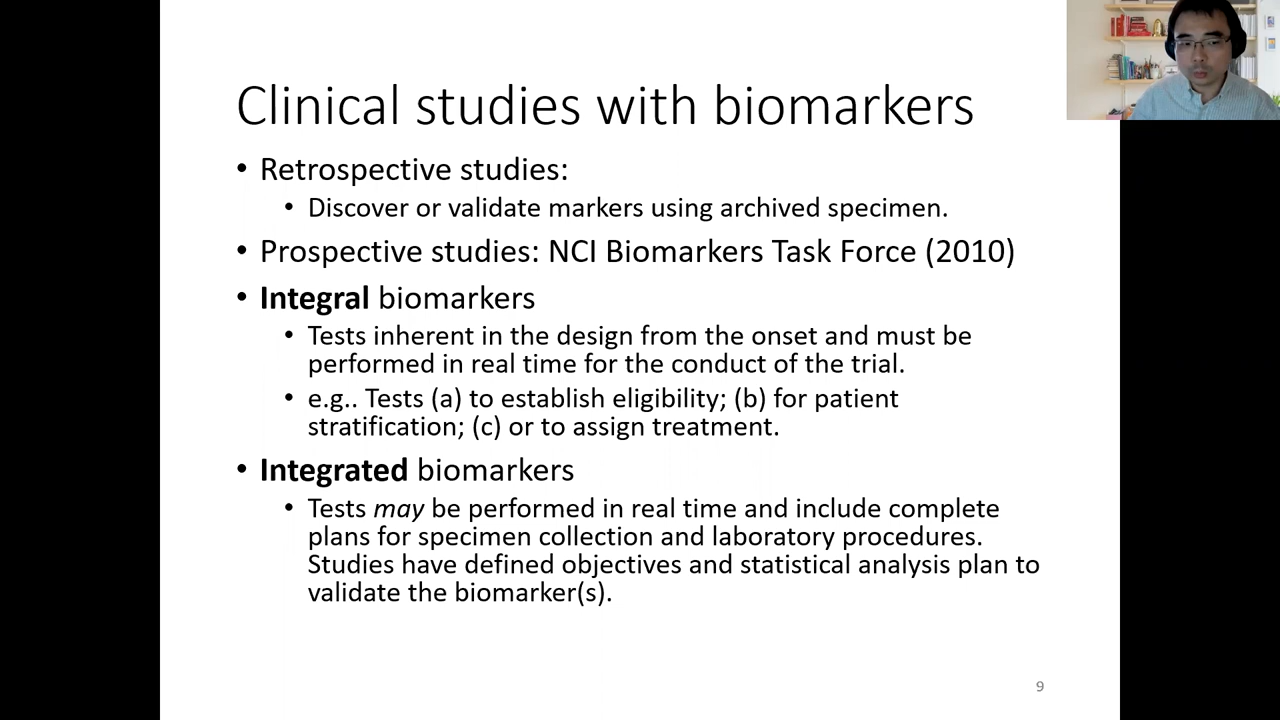 Clinical studies with biomarkers
• Retrospective studies:
• Discover or validate markers using archived specimen.
• Prospective studies: NCI Biomarkers Task Force (2010)
• Integral biomarkers
• Tests inherent in the design from the onset and must be
performed in real time for the conduct of the trial.
• e.g.. Tests (a) to establish eligibility; (b) for patient
stratification; (c) or to assign treatment.
• Integrated biomarkers
• Tests may be performed in real time and include complete
plans for specimen collection and laboratory procedures.
Studies have defined objectives and statistical analysis plan to
validate the biomarker(s).
9